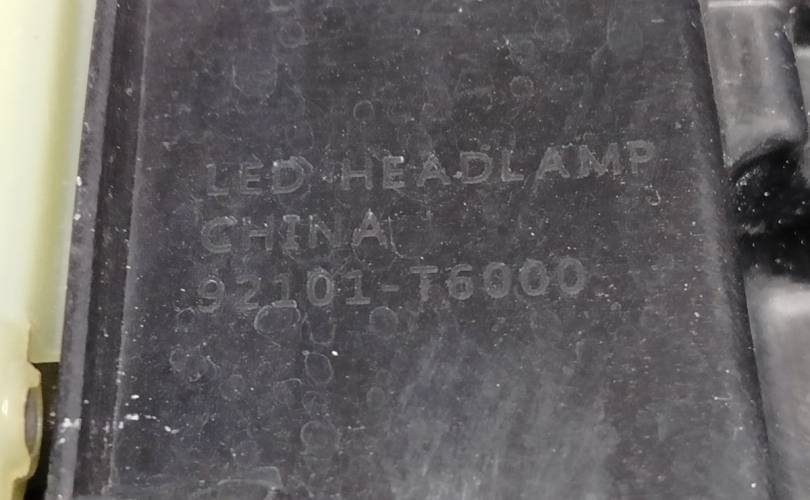 LED HEADLAMP
CHINA
92101-T6000